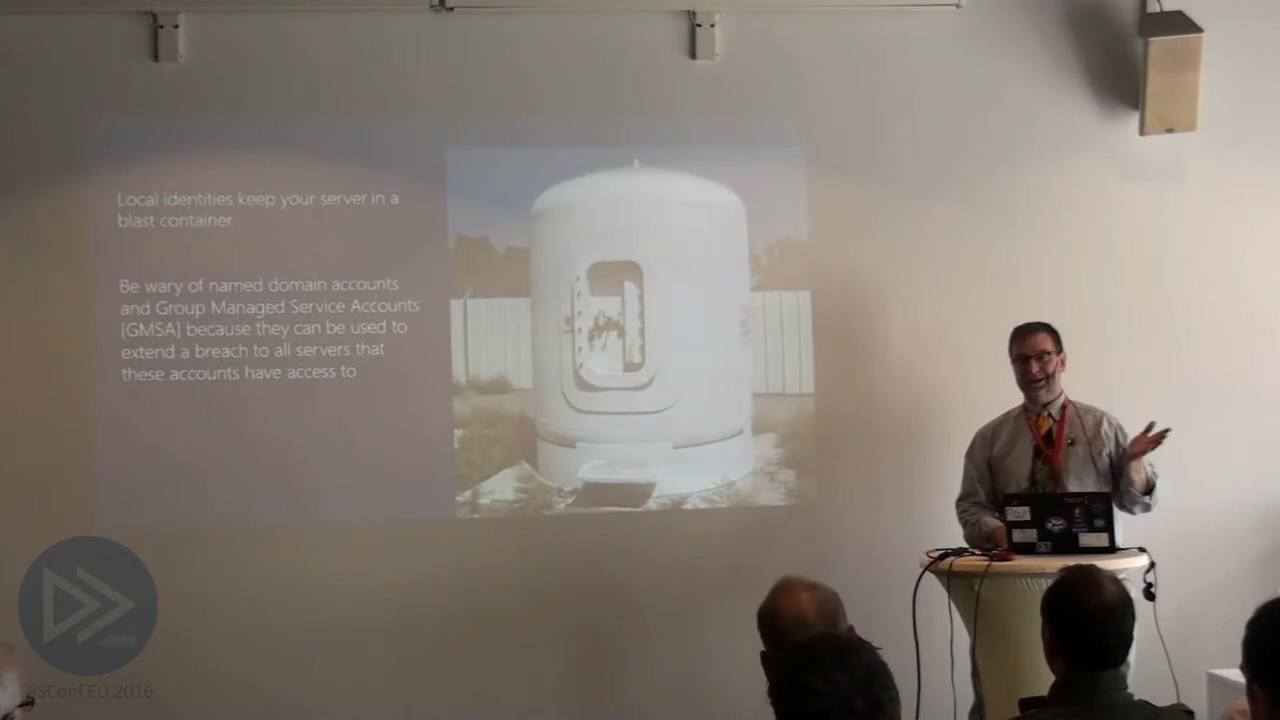 Local identities keep your server in a
blast container.
Be wary of named domain accounts
and Group Managed Service Accounts
[GMSA] because they can be used to
extend a breach to all servers that
these accounts have access to
PSConf.EU 2016